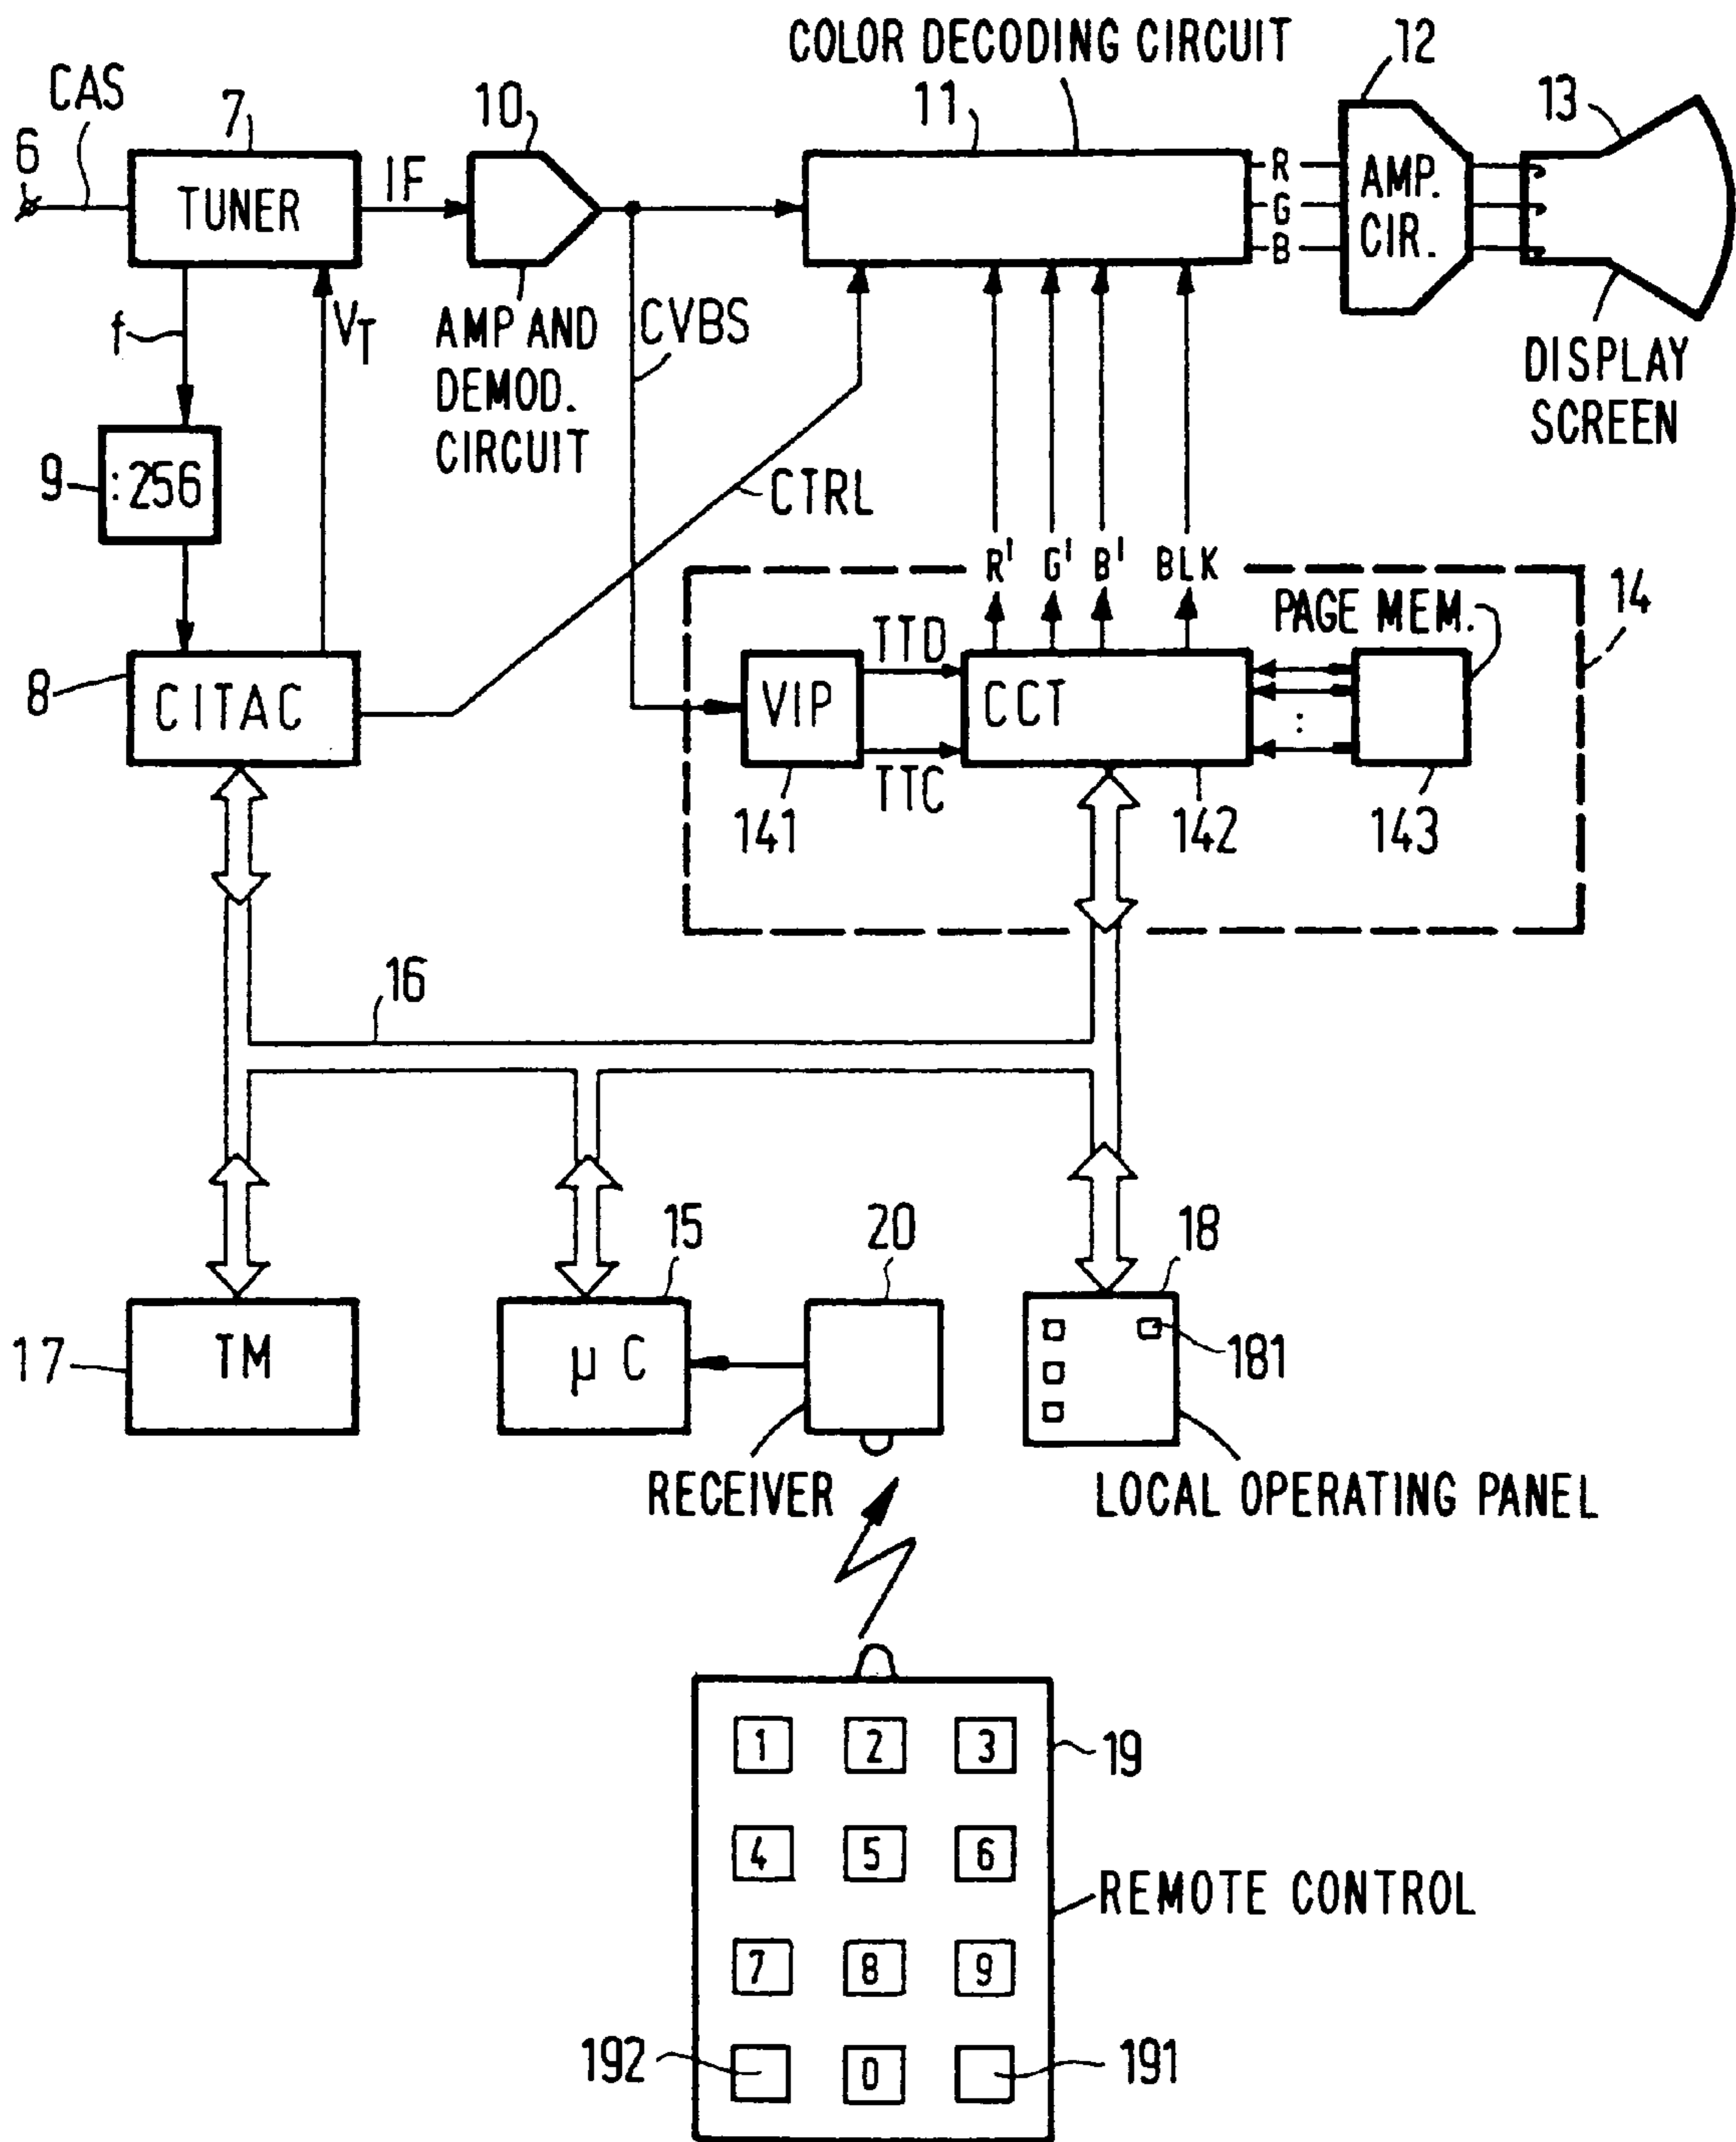 COLOR DECODING CIRCUIT
12
CAS
7
10
11
13
6
TUNER
IF
R
G
B
AMP.
CIR.
f
VT
AMP AND
DEMOD.
CIRCUIT
CVBS
DISPLAY
SCREEN
9
:256
CTRL
R' G' B' BLK
14
PAGE MEM.
8
CITAC
VIP
TTD
CCT
:
TTC
141
142
143
16
15
20
18
17
TM
µC
181
RECEIVER
LOCAL OPERATING PANEL
1 2 3
19
4 5 6
REMOTE CONTROL
7 8 9
192
0
191